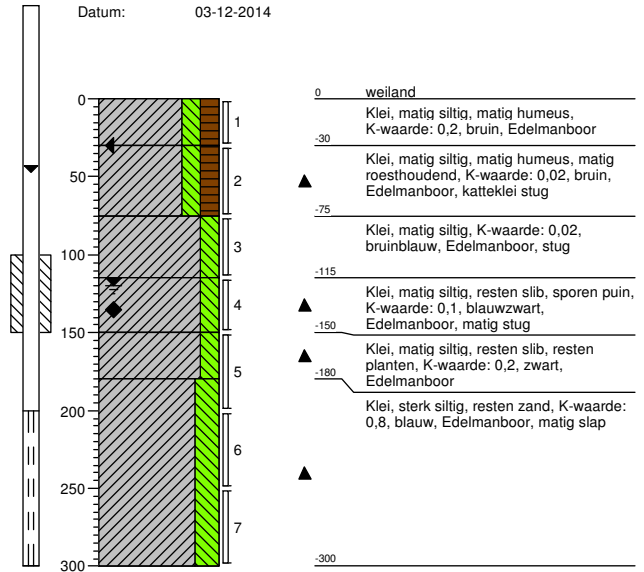 Datum: 03-12-2014
0
50
100
150
200
250
300
1
2
3
4
5
6
7
0 weiland
Klei, matig siltig, matig humeus,
K-waarde: 0,2, bruin, Edelmanboor
-30
Klei, matig siltig, matig humeus, matig
roesthoudend, K-waarde: 0,02, bruin,
Edelmanboor, katteklei stug
-75
Klei, matig siltig, K-waarde: 0,02,
bruinblauw, Edelmanboor, stug
-115
Klei, matig siltig, resten slib, sporen puin,
K-waarde: 0,1, blauwzwart,
Edelmanboor, matig stug
-150
Klei, matig siltig, resten slib, resten
planten, K-waarde: 0,2, zwart,
Edelmanboor
-180
Klei, sterk siltig, resten zand, K-waarde:
0,8, blauw, Edelmanboor, matig slap
-300